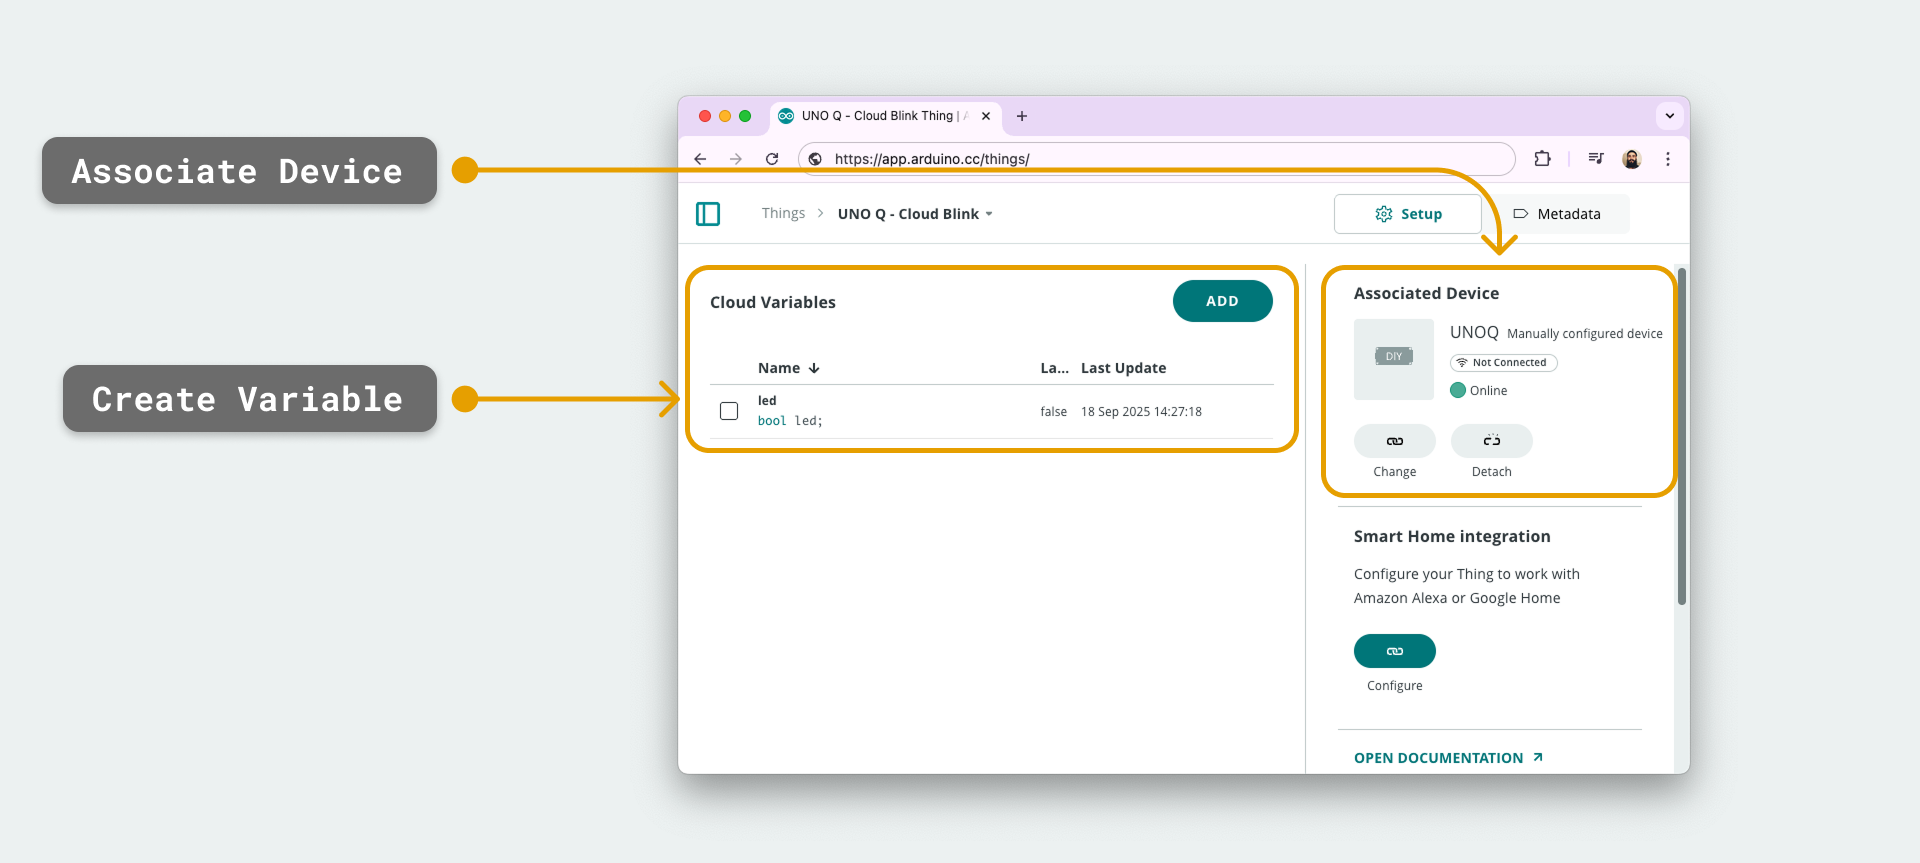 Associate Device
Create Variable
UNO Q - Cloud Blink Thing |
https://app.arduino.cc/things/
Things > UNO Q - Cloud Blink
Setup
Metadata
Cloud Variables
ADD
Name ↓ La... Last Update
led
bool led;
false 18 Sep 2025 14:27:18
Associated Device
DIY
UNOQ Manually configured device
Not Connected
Online
Change
Detach
Smart Home integration
Configure your Thing to work with
Amazon Alexa or Google Home
Configure
OPEN DOCUMENTATION